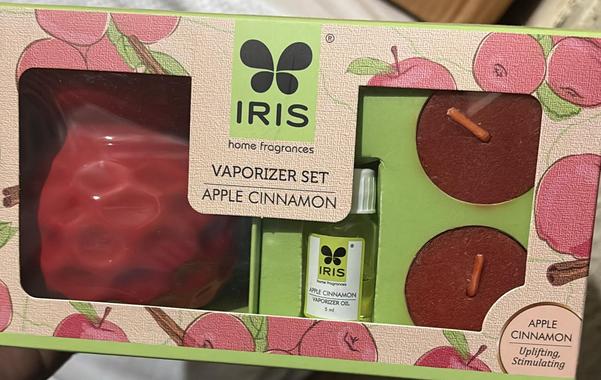 ®
IRIS
home fragrances
VAPORIZER SET
APPLE CINNAMON
IRIS
home fragrances
APPLE CINNAMON
VAPORIZER OIL
5 ml
APPLE
CINNAMON
Uplifting,
Stimulating